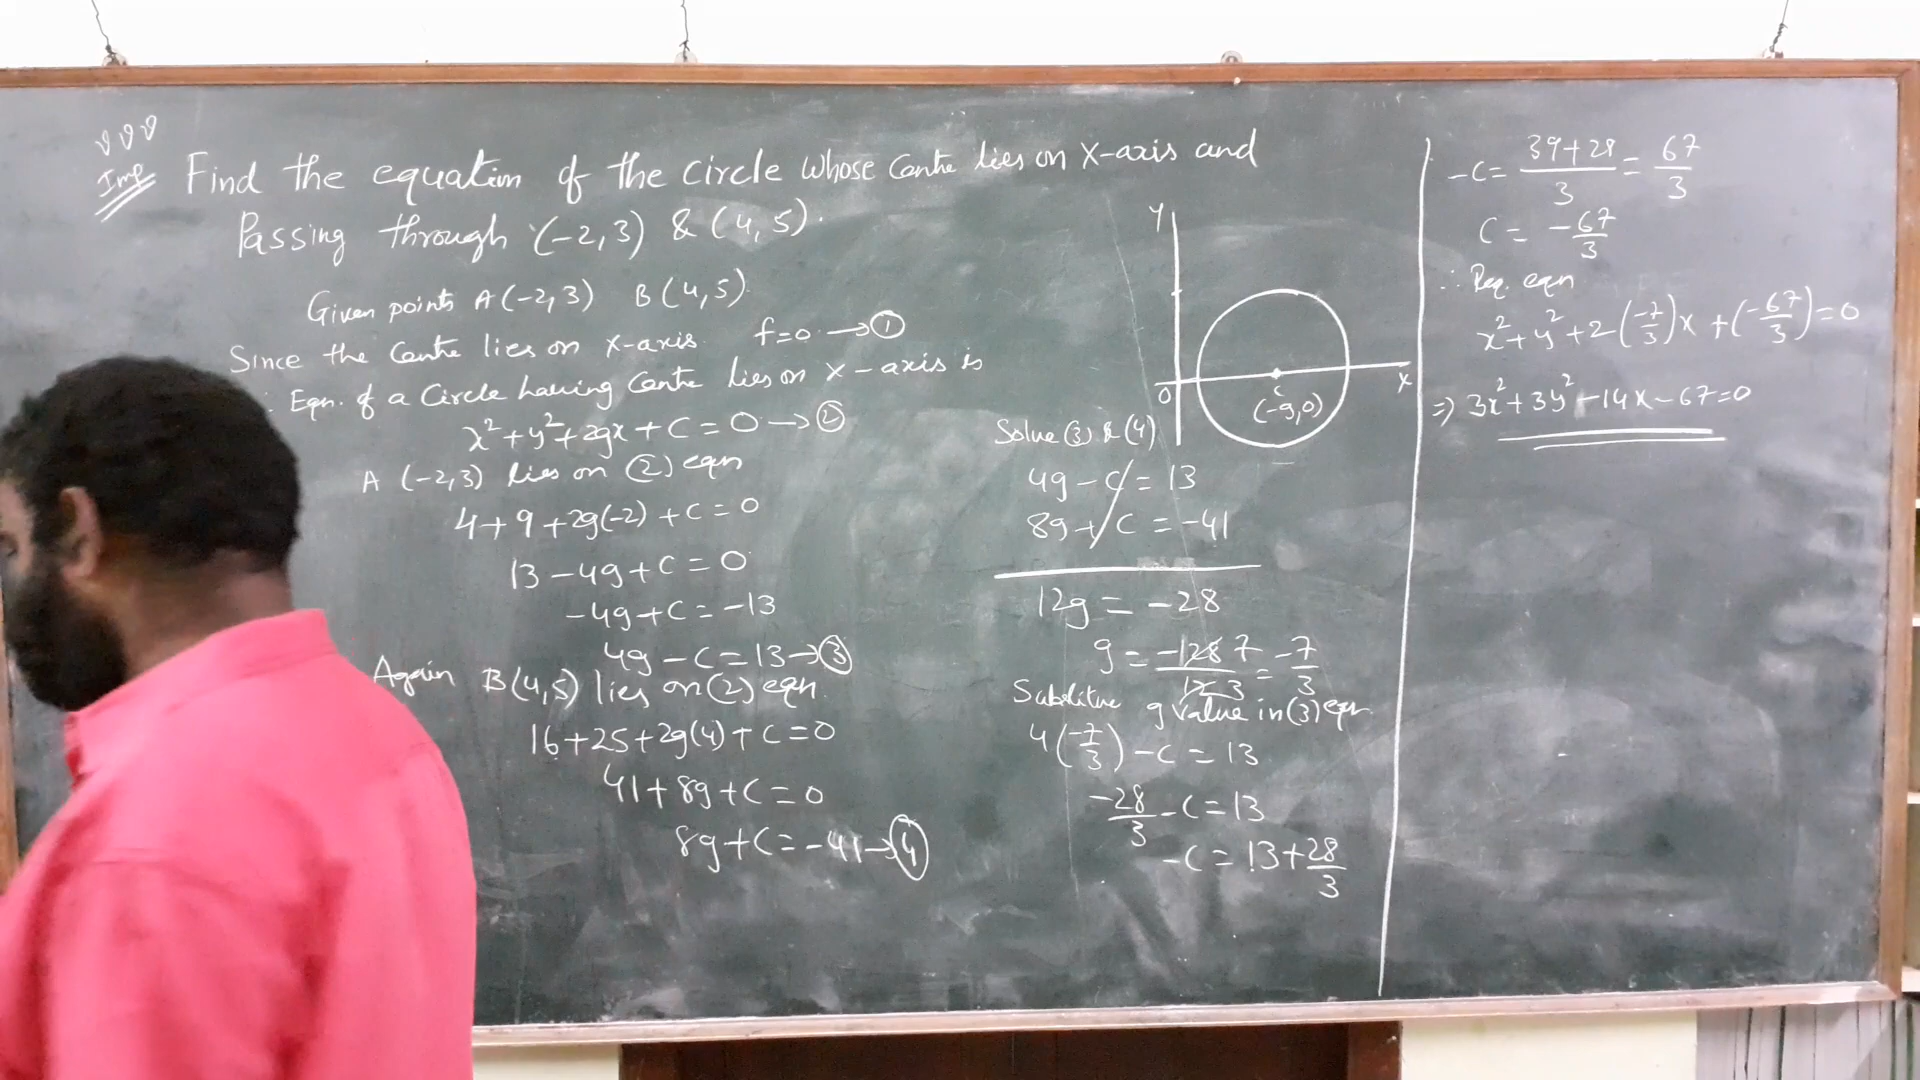 Imp
Find the equation of the circle whose Centre lies on X-axis and
Passing through (-2,3) & (4,5).
Given points A(-2,3) B(4,5)
Since the Centre lies on X-axis f=0 → ①
∴ Eqn. of a Circle having Centre lies on X-axis is
x²+y²+2gx+c=0 → ②
A (-2,3) lies on (2) eqn
4+9+2g(-2)+c=0
13-4g+c=0
-4g+c=-13
4g-c=13→③
Again B(4,5) lies on (2) eqn.
16+25+2g(4)+c=0
41+8g+c=0
8g+c=-41→④
Y
O
X
c
(-g,0)
Solve (3) & (4)
4g-c=13
8g+c=-41
12g=-28
g=-28/12 7/3=-7/3
Substitue g value in (3) eqn.
4(-7/3)-c=13
-28/3-c=13
-c=13+28/3
-c=39+28/3=67/3
c=-67/3
∴ Req. eqn
x²+y²+2(-7/3)x+(-67/3)=0
⇒ 3x²+3y²-14x-67=0